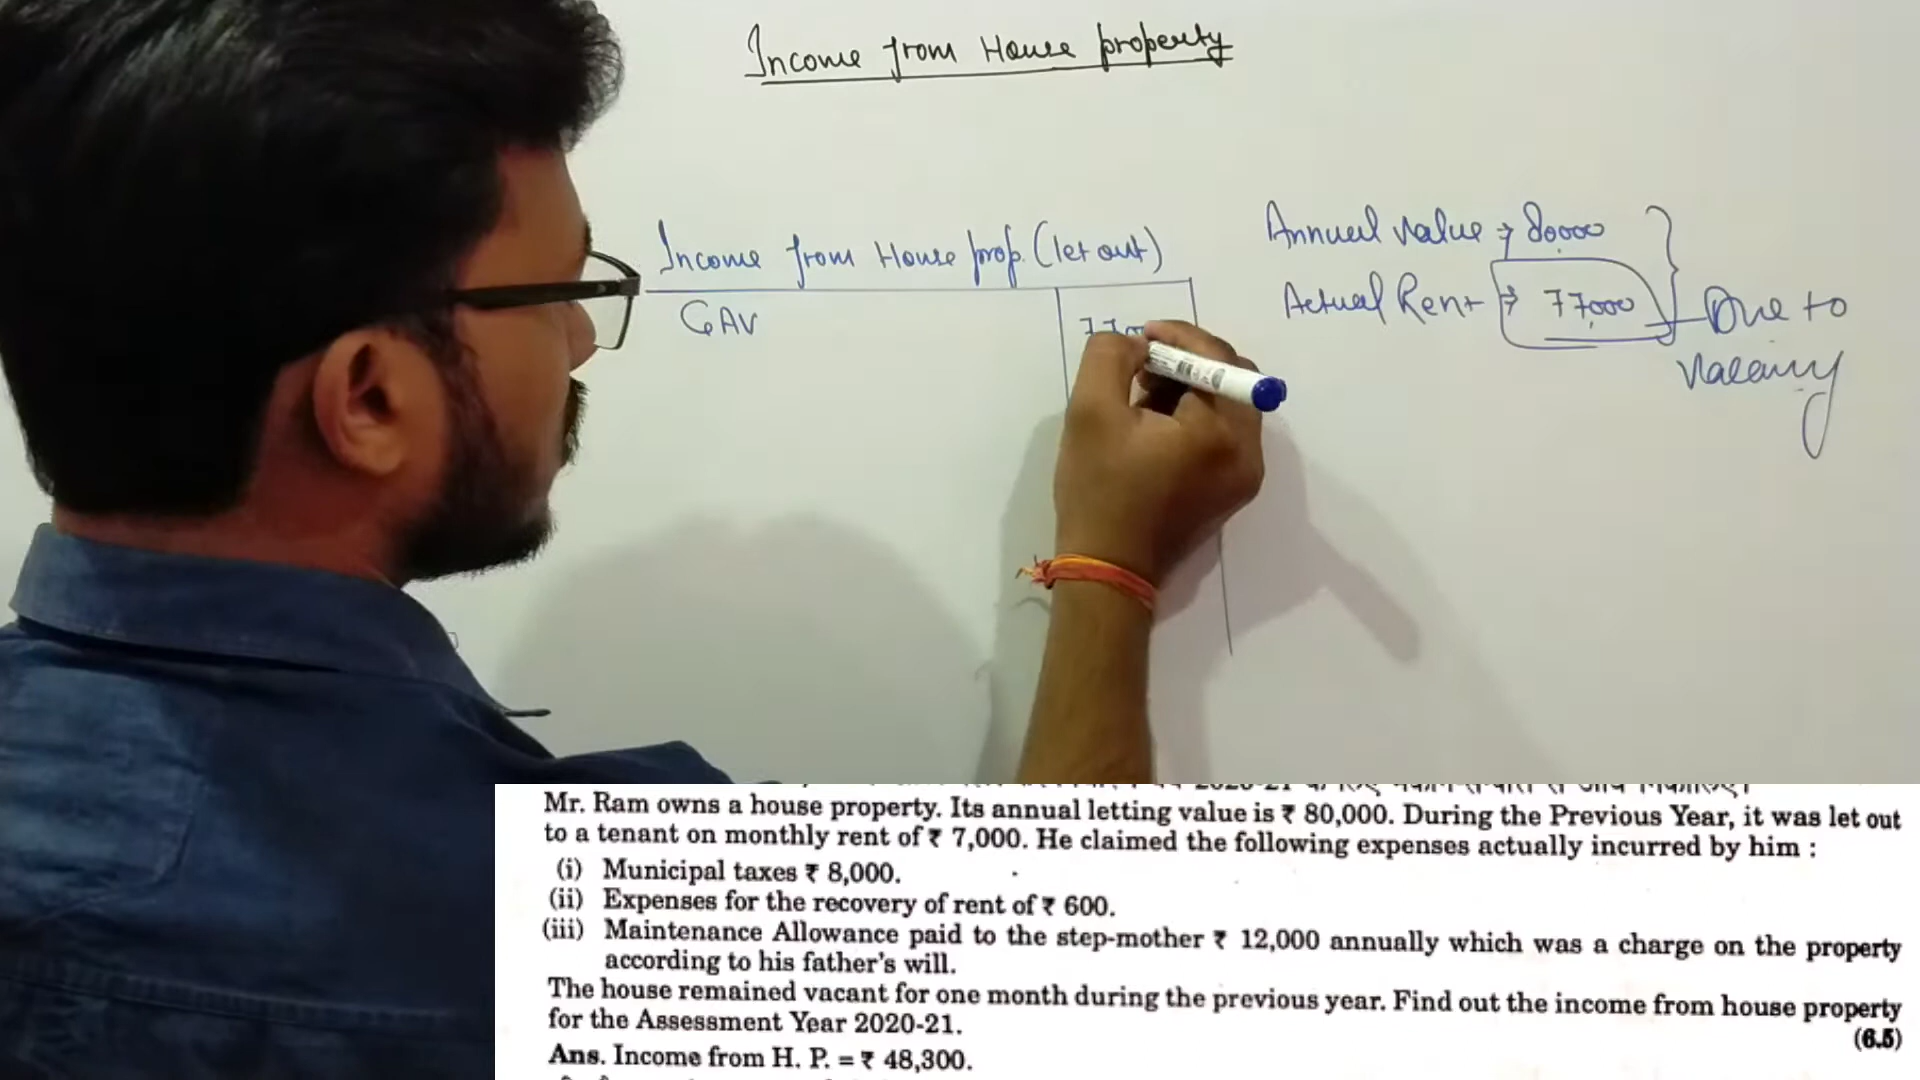 Income from House property
Income from House prop. (let out)
GAV
7700
Annual Value → 80000
Actual Rent → 77,000
Due to
Vacancy
Mr. Ram owns a house property. Its annual letting value is ₹ 80,000. During the Previous Year, it was let out
to a tenant on monthly rent of ₹ 7,000. He claimed the following expenses actually incurred by him :
(i) Municipal taxes ₹ 8,000.
(ii) Expenses for the recovery of rent of ₹ 600.
(iii) Maintenance Allowance paid to the step-mother ₹ 12,000 annually which was a charge on the property
according to his father's will.
The house remained vacant for one month during the previous year. Find out the income from house property
for the Assessment Year 2020-21.
(6.5)
Ans. Income from H. P. = ₹ 48,300.